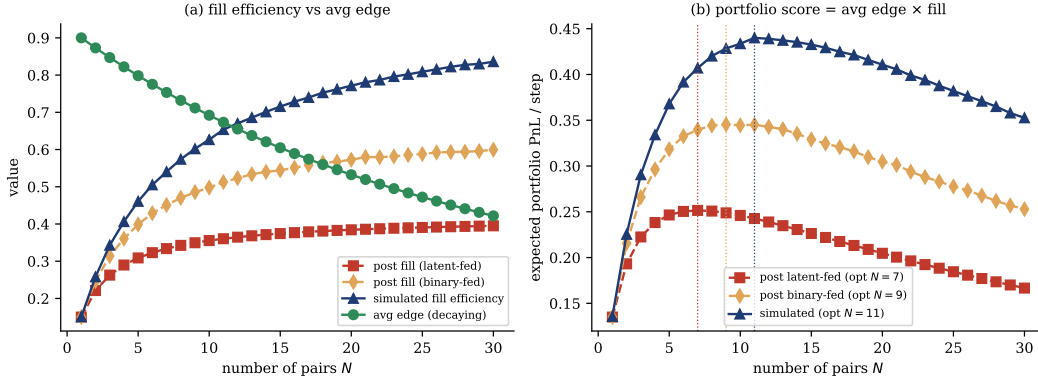 (a) fill efficiency vs avg edge
value
0.9
0.8
0.7
0.6
0.5
0.4
0.3
0.2
0 5 10 15 20 25 30
number of pairs N
post fill (latent-fed)
post fill (binary-fed)
simulated fill efficiency
avg edge (decaying)
(b) portfolio score = avg edge × fill
expected portfolio PnL / step
0.45
0.40
0.35
0.30
0.25
0.20
0.15
0 5 10 15 20 25 30
number of pairs N
post latent-fed (opt N = 7)
post binary-fed (opt N = 9)
simulated (opt N = 11)